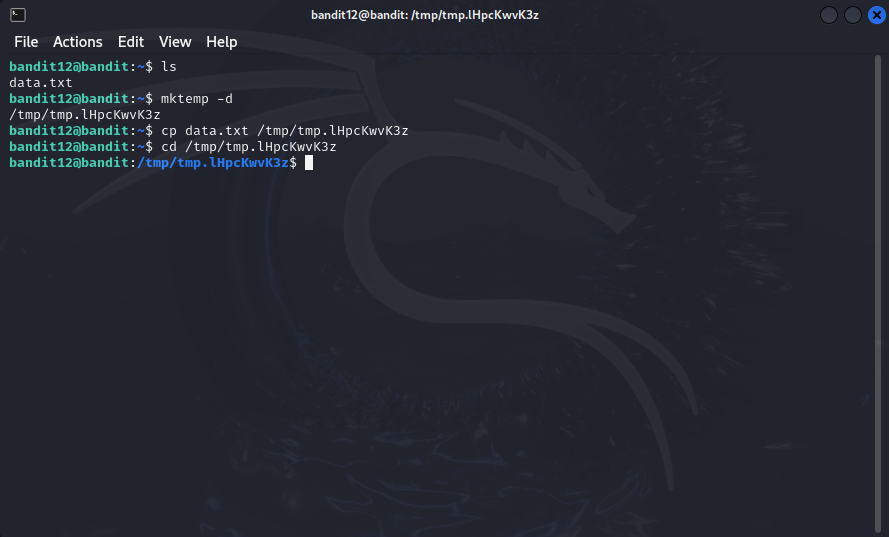 bandit12@bandit: /tmp/tmp.lHpcKwvK3z
File Actions Edit View Help
bandit12@bandit:~$ ls
data.txt
bandit12@bandit:~$ mktemp -d
/tmp/tmp.lHpcKwvK3z
bandit12@bandit:~$ cp data.txt /tmp/tmp.lHpcKwvK3z
bandit12@bandit:~$ cd /tmp/tmp.lHpcKwvK3z
bandit12@bandit:/tmp/tmp.lHpcKwvK3z$